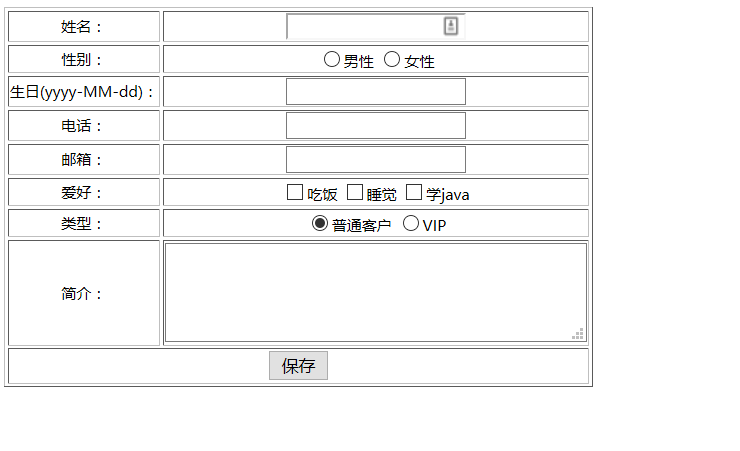 姓名：
性别： 男性 女性
生日(yyyy-MM-dd)：
电话：
邮箱：
爱好： 吃饭 睡觉 学java
类型： 普通客户 VIP
简介：
保存